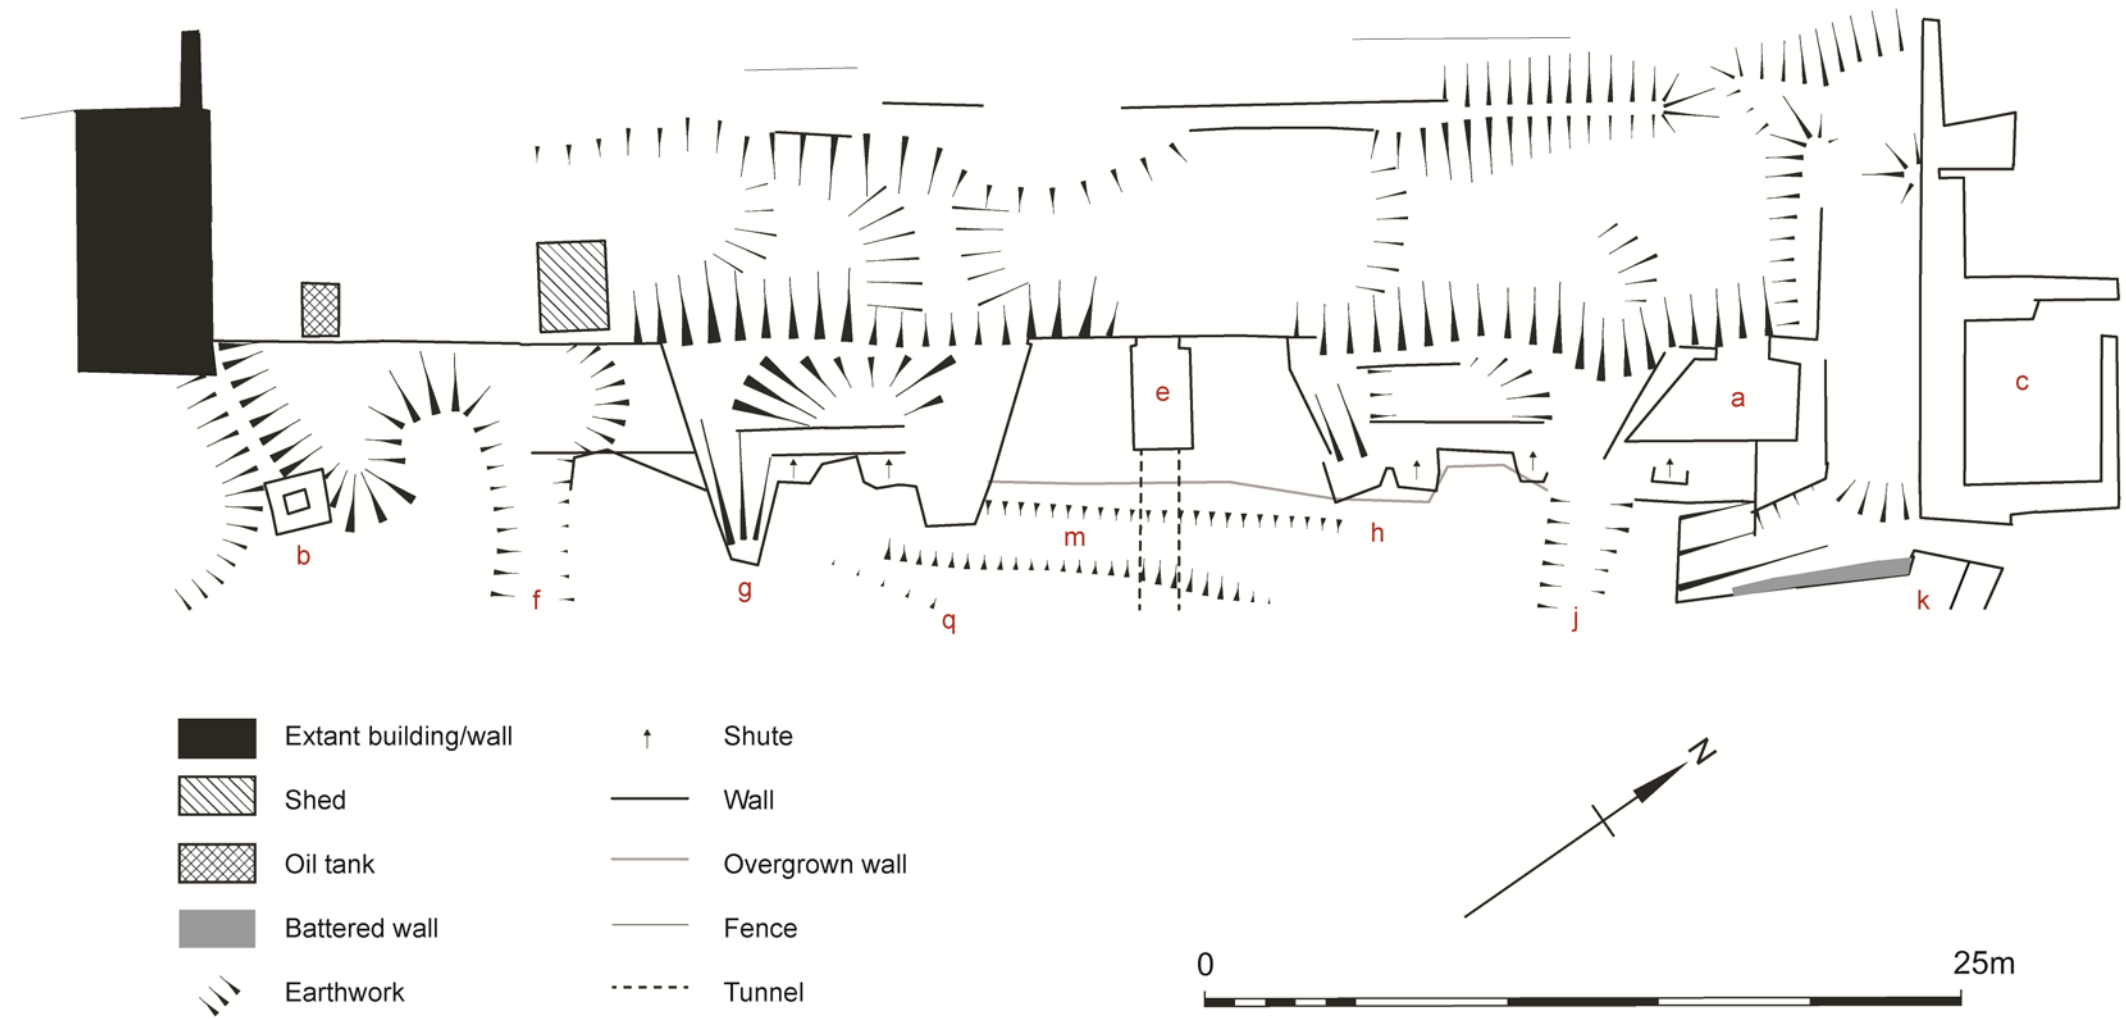 e
a
c
b
m
h
g
f
q
j
k
Extant building/wall
Shute
Shed
Wall
Oil tank
Overgrown wall
Battered wall
Fence
Earthwork
Tunnel
N
0
25m